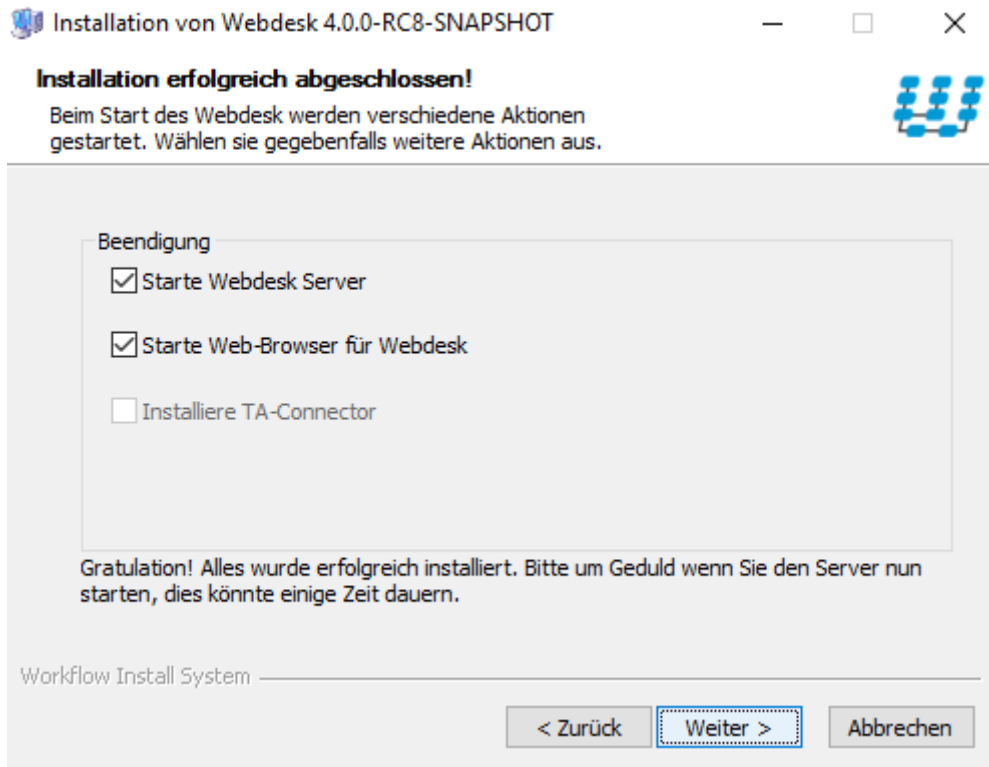 Installation von Webdesk 4.0.0-RC8-SNAPSHOT
Installation erfolgreich abgeschlossen!
Beim Start des Webdesk werden verschiedene Aktionen
gestartet. Wählen sie gegebenfalls weitere Aktionen aus.
Beendigung
Starte Webdesk Server
Starte Web-Browser für Webdesk
Installiere TA-Connector
Gratulation! Alles wurde erfolgreich installiert. Bitte um Geduld wenn Sie den Server nun
starten, dies könnte einige Zeit dauern.
Workflow Install System
< Zurück Weiter > Abbrechen